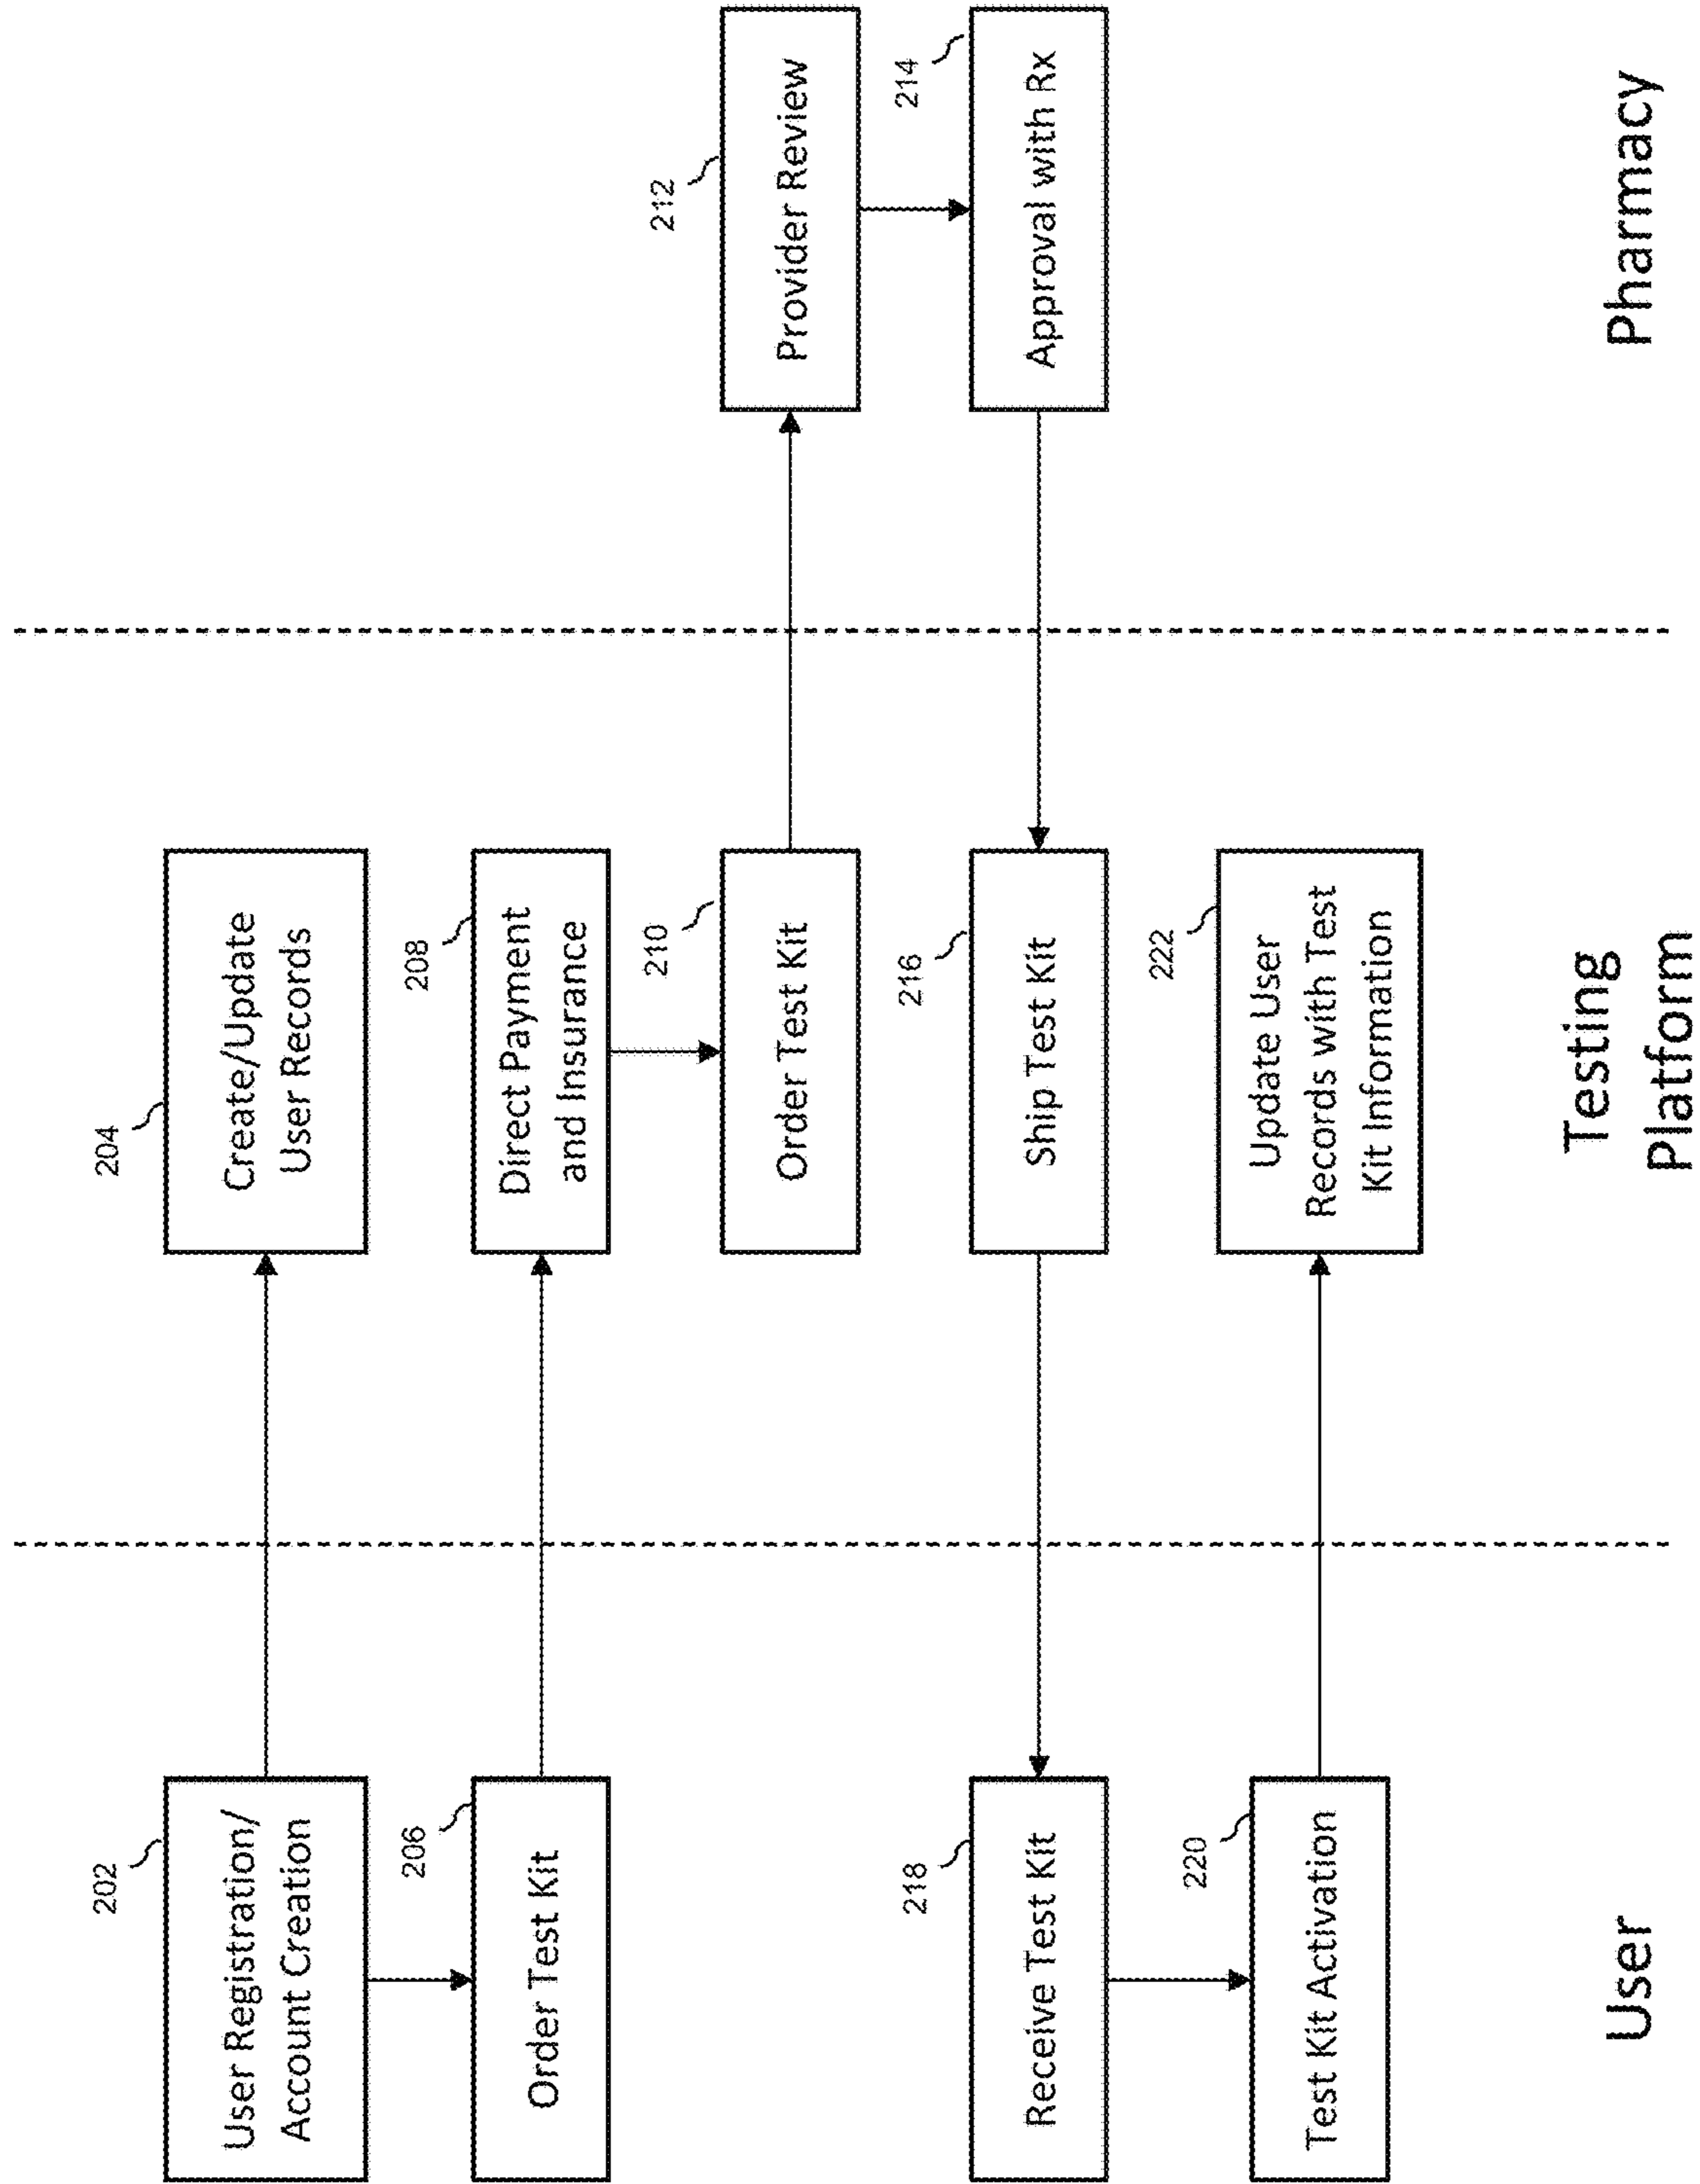 202
User Registration/
Account Creation
204
Create/Update
User Records
206
Order Test Kit
208
Direct Payment
and Insurance
210
Order Test Kit
212
Provider Review
214
Approval with Rx
216
Ship Test Kit
218
Receive Test Kit
220
Test Kit Activation
222
Update User
Records with Test
Kit Information
User
Testing
Platform
Pharmacy